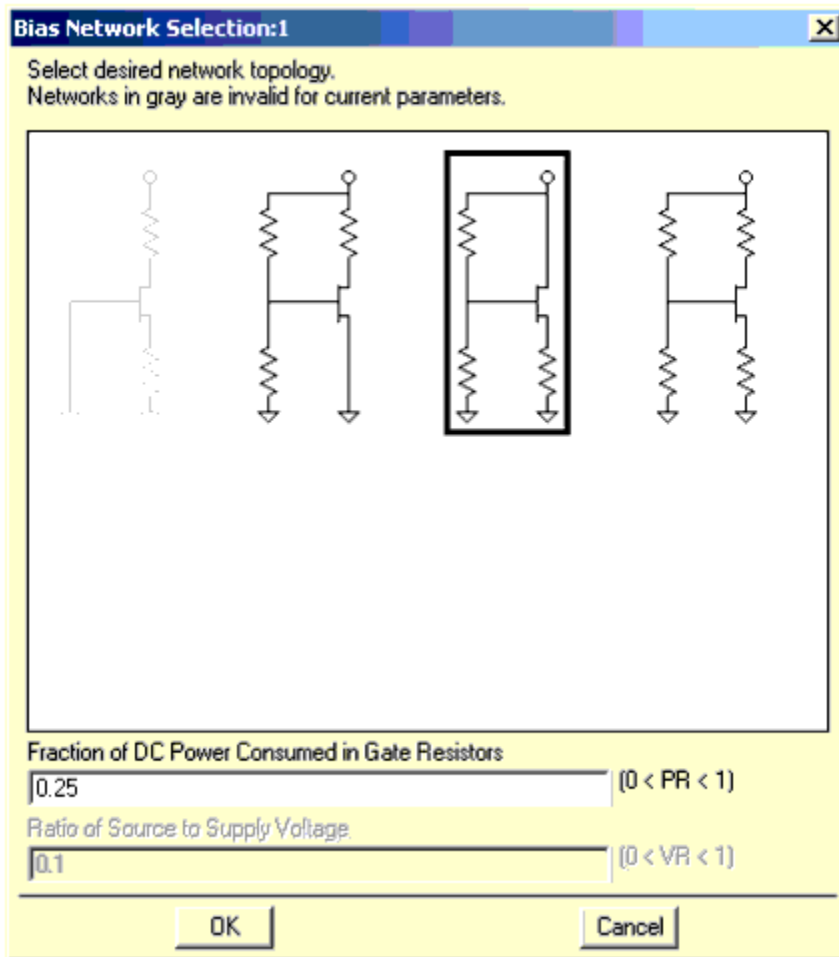 Bias Network Selection:1
Select desired network topology.
Networks in gray are invalid for current parameters.
Fraction of DC Power Consumed in Gate Resistors
0.25
(0 < PR < 1)
Ratio of Source to Supply Voltage
0.1
(0 < VR < 1)
OK
Cancel